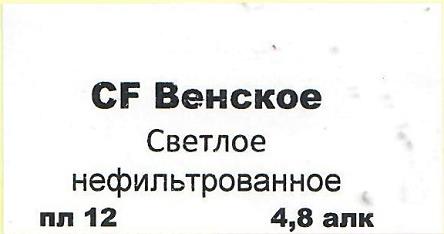 CF Венское
Светлое
нефильтрованное
пл 12 4,8 алк